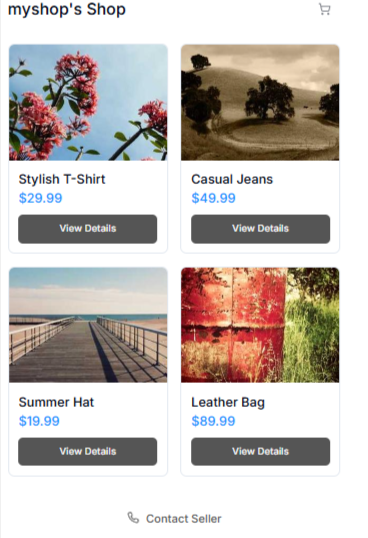 myshop's Shop
Stylish T-Shirt
$29.99
View Details
Casual Jeans
$49.99
View Details
Summer Hat
$19.99
View Details
Leather Bag
$89.99
View Details
Contact Seller